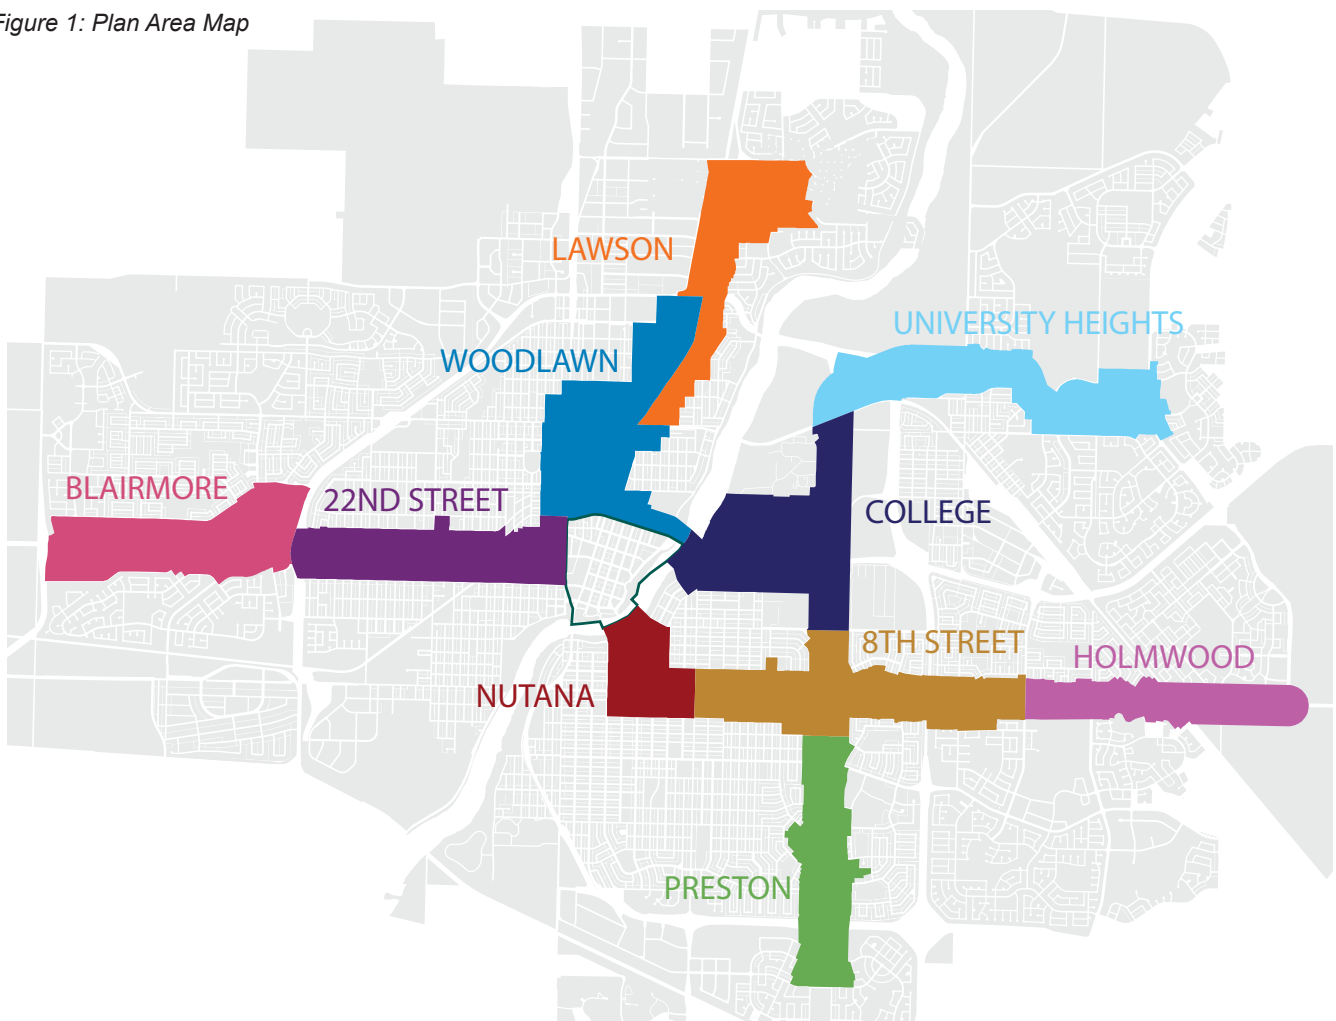 Figure 1: Plan Area Map
LAWSON
UNIVERSITY HEIGHTS
WOODLAWN
BLAIRMORE
22ND STREET
COLLEGE
8TH STREET
HOLMWOOD
NUTANA
PRESTON